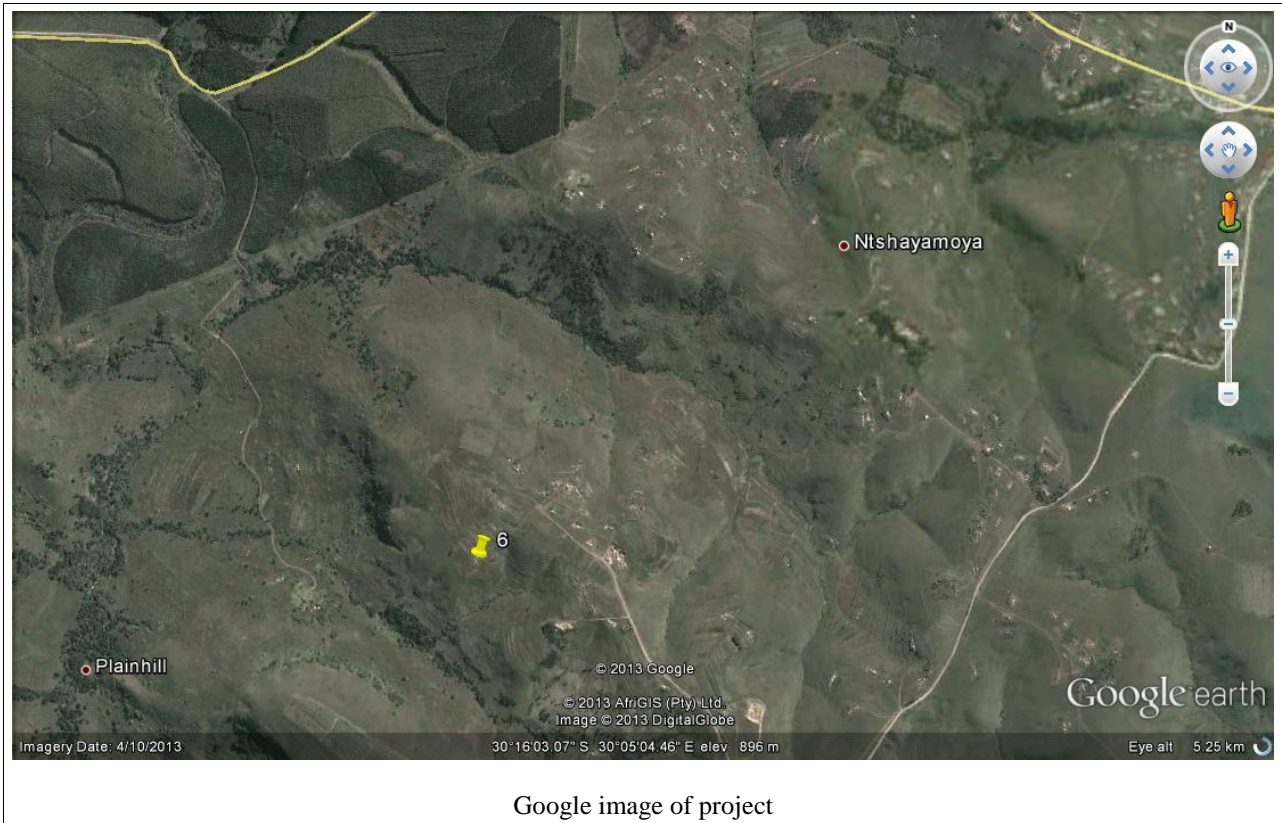 N
Ntshayamoya
6
Plainhill
© 2013 Google
© 2013 AfriGIS (Pty) Ltd.
Image © 2013 DigitalGlobe
Google earth
Imagery Date: 4/10/2013
30°16'03.07" S 30°05'04.46" E elev 896 m
Eye alt 5.25 km
Google image of project